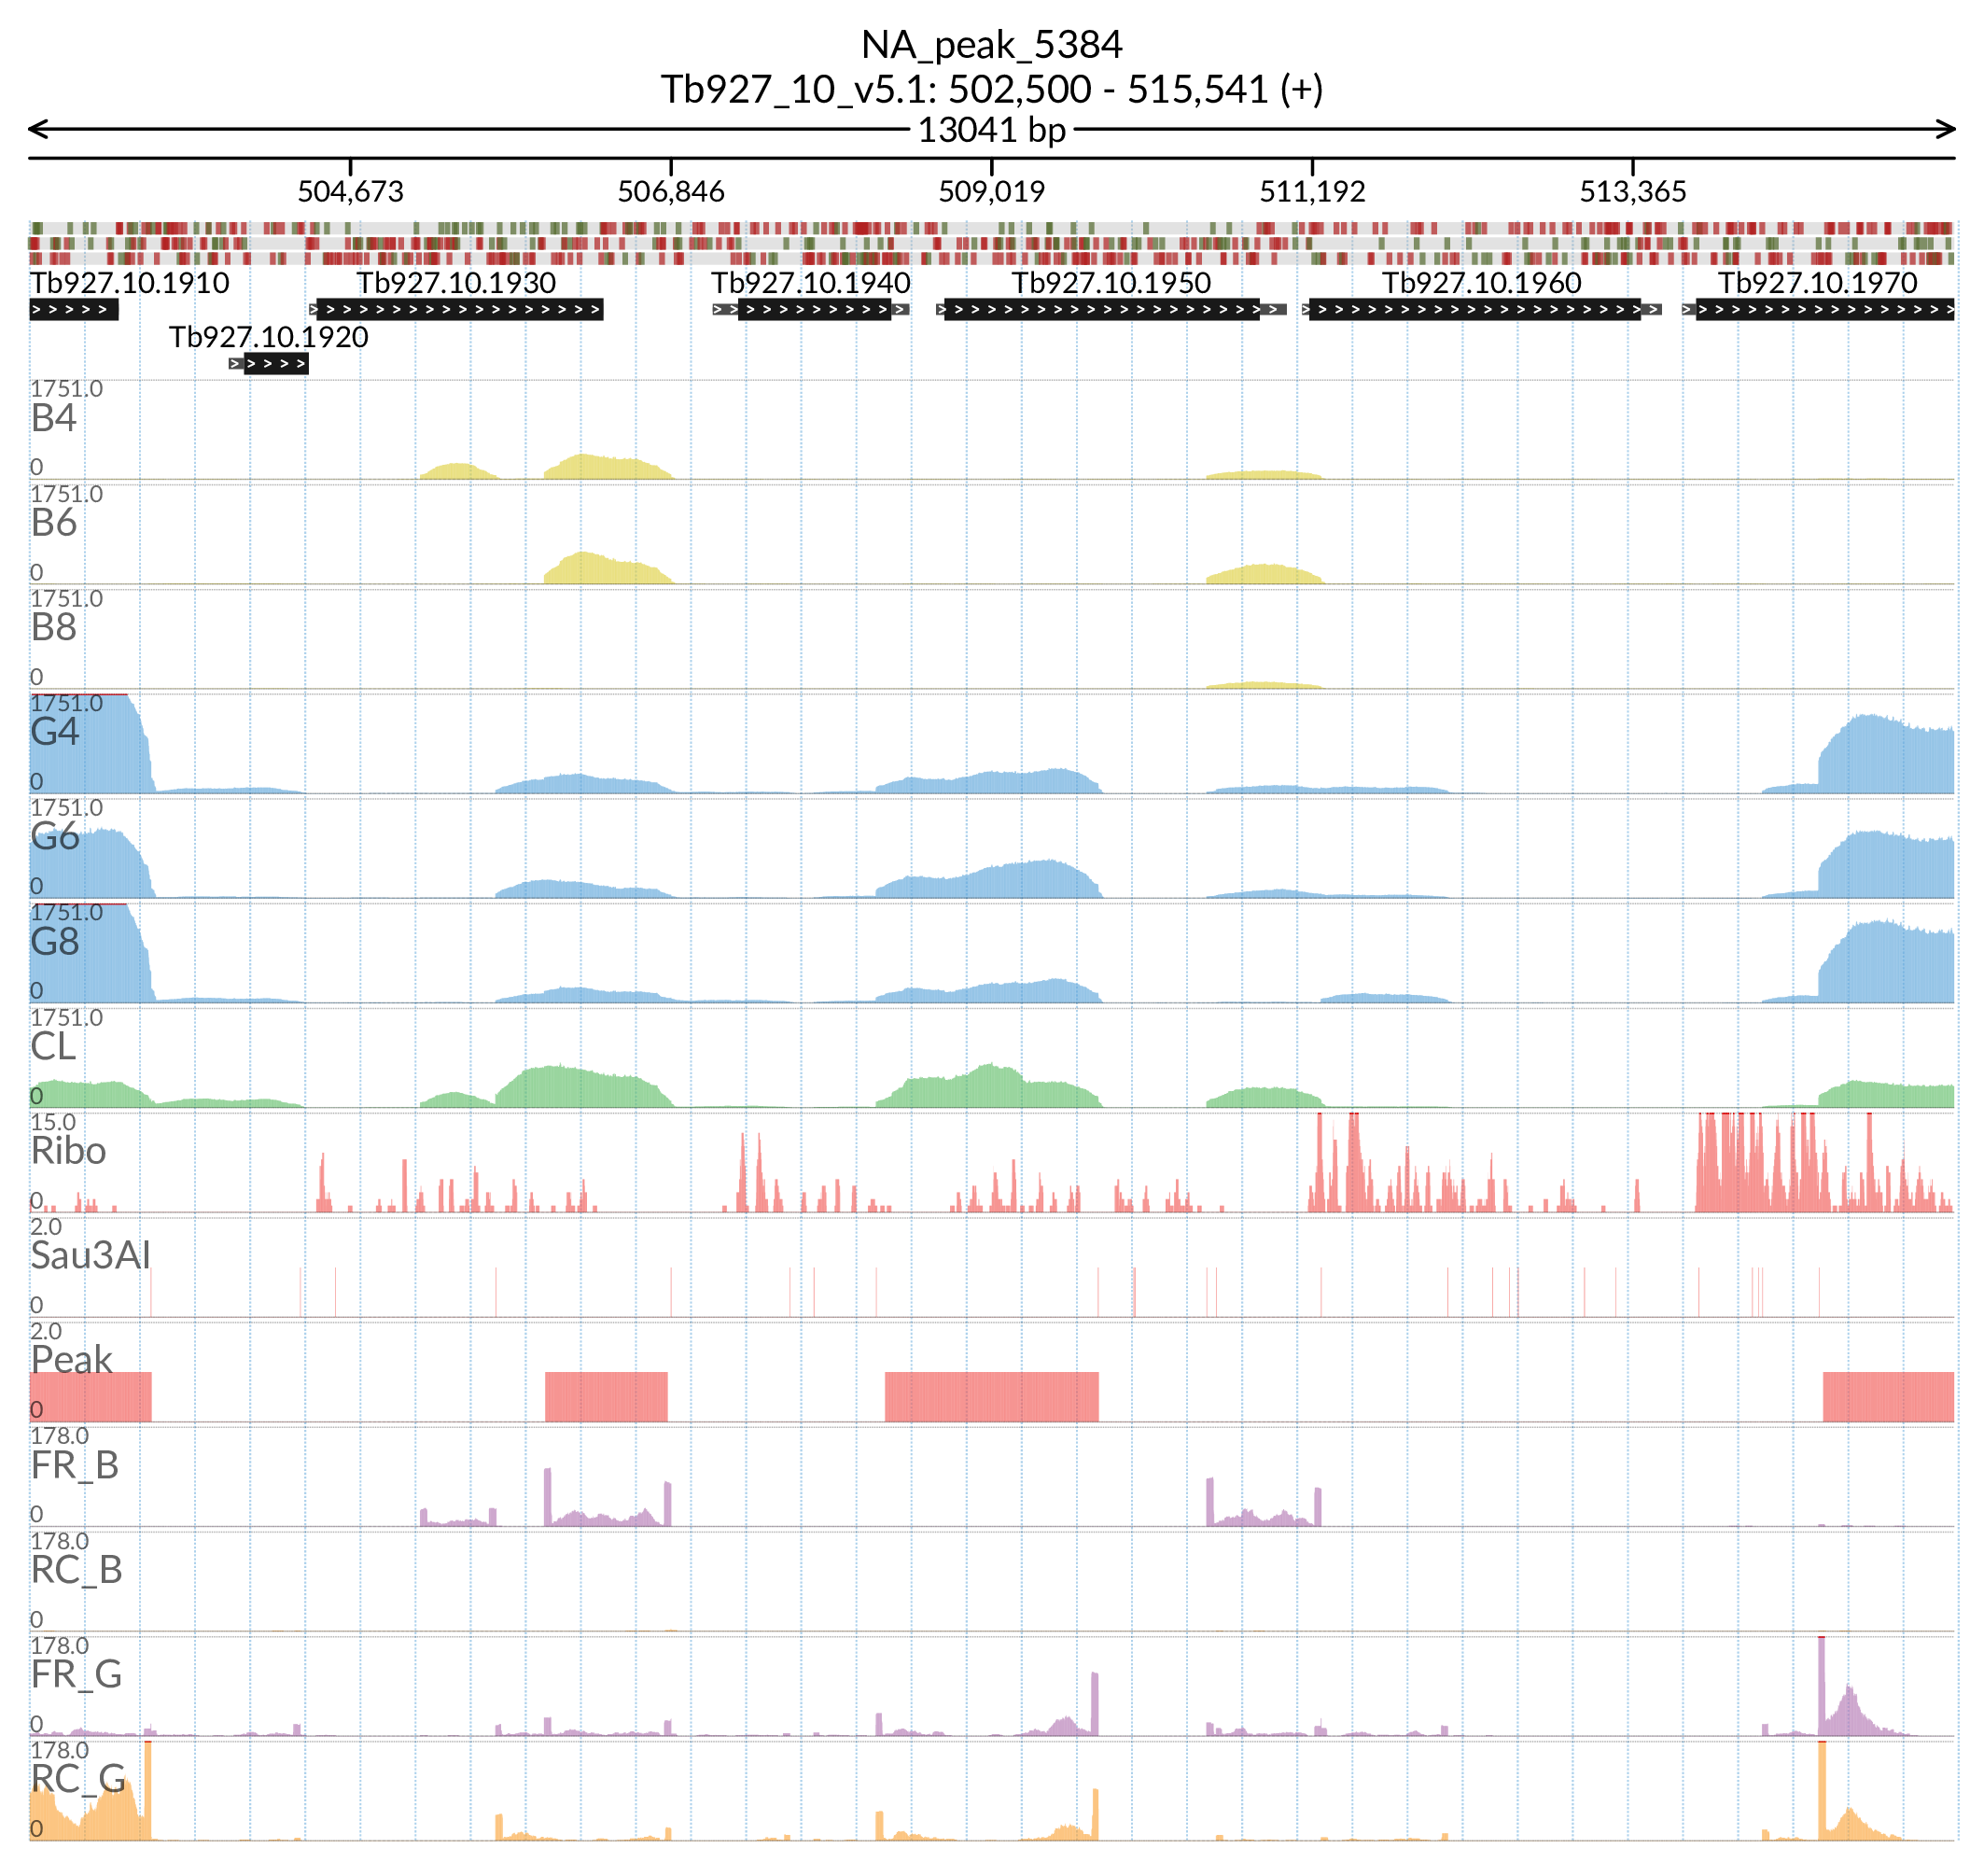 NA_peak_5384
Tb927_10_v5.1: 502,500 - 515,541 (+)
13041 bp
504,673 506,846 509,019 511,192 513,365
Tb927.10.1910 Tb927.10.1930 Tb927.10.1940 Tb927.10.1950 Tb927.10.1960 Tb927.10.1970
Tb927.10.1920
1751.0
B4
0
1751.0
B6
0
1751.0
B8
0
1751.0
G4
0
1751.0
G6
0
1751.0
G8
0
1751.0
CL
0
15.0
Ribo
0
2.0
Sau3AI
0
2.0
Peak
0
178.0
FR_B
0
178.0
RC_B
0
178.0
FR_G
0
178.0
RC_G
0